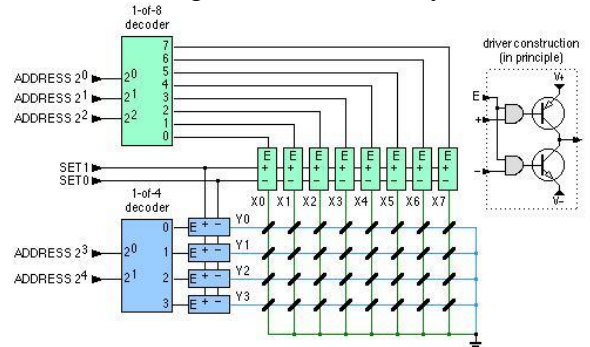 1-of-8
decoder
7
6
5
4
3
2
1
0
ADDRESS 2⁰
2⁰
ADDRESS 2¹
2¹
ADDRESS 2²
2²
driver construction
(in principle)
V+
E
+
−
V−
SET1
SET0
E E E E E E E E
+ + + + + + + +
− − − − − − − −
X0 X1 X2 X3 X4 X5 X6 X7
1-of-4
decoder
0 E + − Y0
1 E + − Y1
2 E + − Y2
3 E + − Y3
ADDRESS 2³
2⁰
ADDRESS 2⁴
2¹